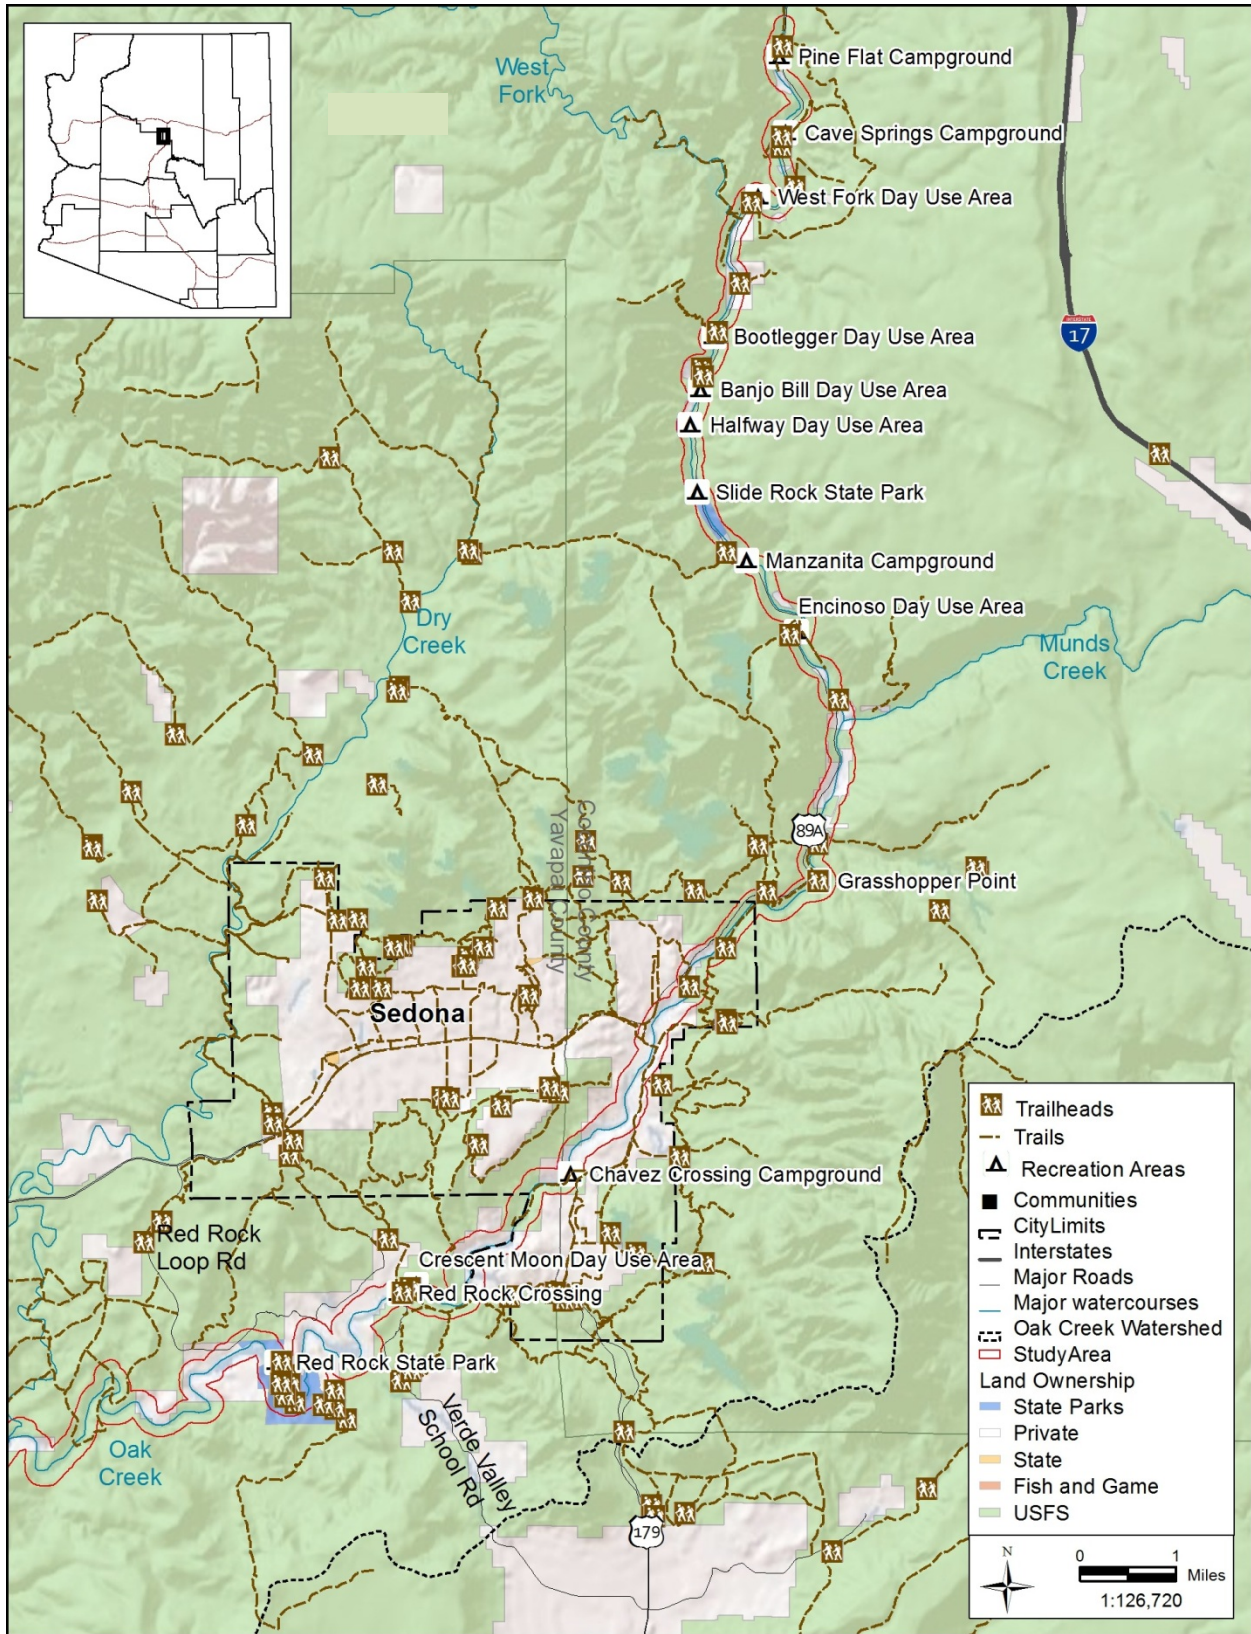 West
Fork
Pine Flat Campground
Cave Springs Campground
West Fork Day Use Area
INTERSTATE
17
Bootlegger Day Use Area
Banjo Bill Day Use Area
Halfway Day Use Area
Slide Rock State Park
Manzanita Campground
Encinoso Day Use Area
Dry
Creek
Munds
Creek
Coconino County
Yavapai County
89A
Grasshopper Point
Sedona
Chavez Crossing Campground
Red Rock
Loop Rd
Crescent Moon Day Use Area
Red Rock Crossing
Red Rock State Park
Oak
Creek
Verde Valley
School Rd
179
Trailheads
Trails
Recreation Areas
Communities
CityLimits
Interstates
Major Roads
Major watercourses
Oak Creek Watershed
StudyArea
Land Ownership
State Parks
Private
State
Fish and Game
USFS
N
0 1
Miles
1:126,720